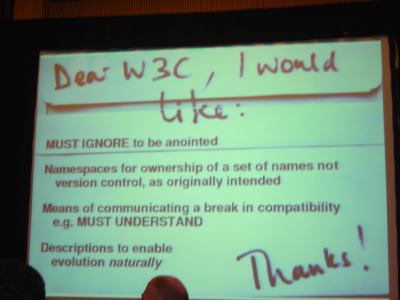 Dear W3C, I would
like:
MUST IGNORE to be anointed
Namespaces for ownership of a set of names not
version control, as originally intended
Means of communicating a break in compatibility
e.g. MUST UNDERSTAND
Descriptions to enable
evolution naturally
Thanks!